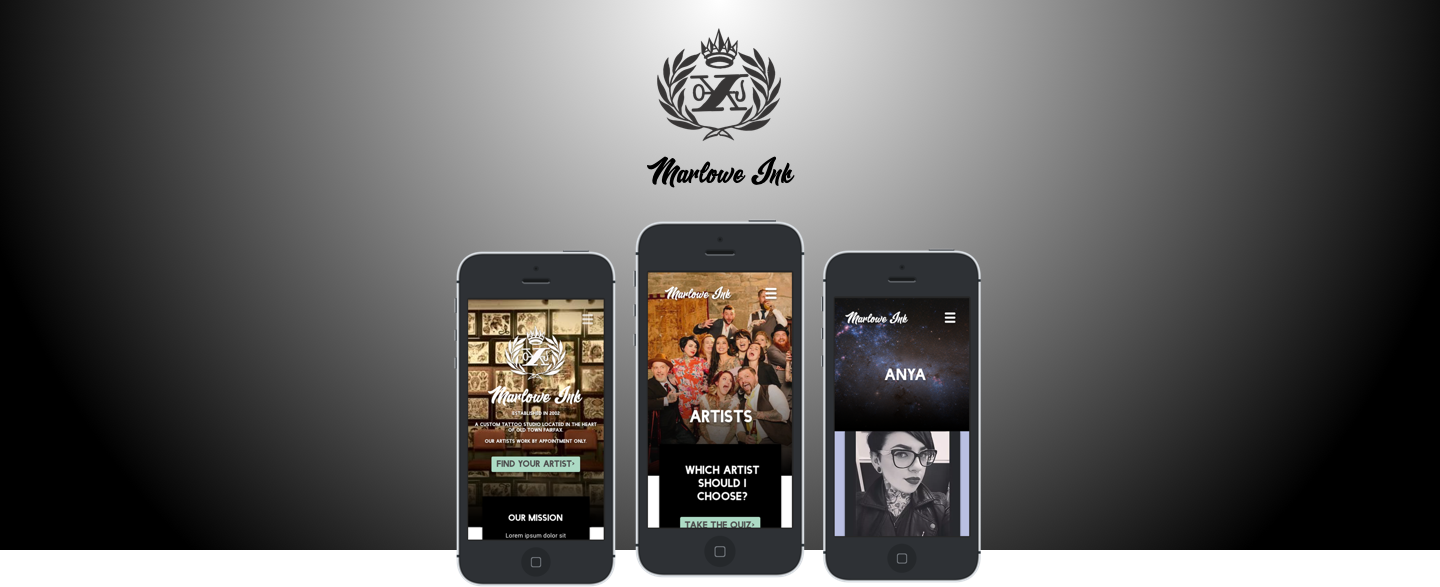 OXJ
Marlowe Ink
OXJ
Marlowe Ink
ESTABLISHED IN 2002
A CUSTOM TATTOO STUDIO LOCATED IN THE HEART
OF OLD TOWN FAIRFAX
OUR ARTISTS WORK BY APPOINTMENT ONLY
FIND YOUR ARTIST›
OUR MISSION
Lorem ipsum dolor sit
Marlowe Ink
ARTISTS
WHICH ARTIST
SHOULD I
CHOOSE?
TAKE THE QUIZ›
Marlowe Ink
ANYA